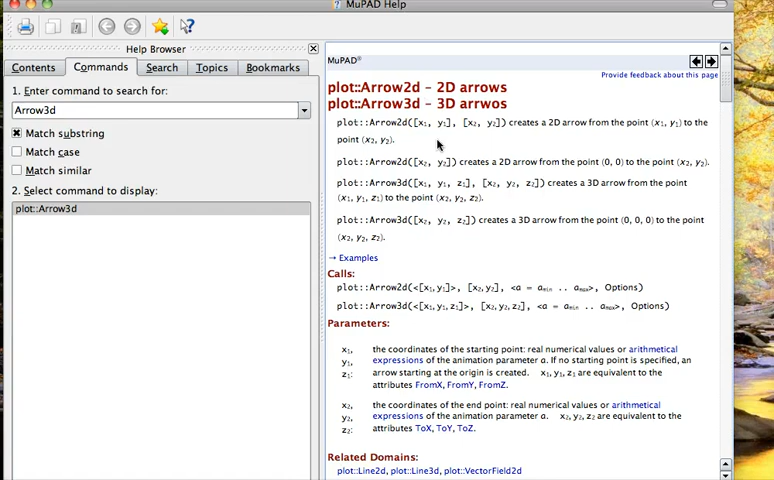 MuPAD Help
Help Browser
Contents Commands Search Topics Bookmarks
1. Enter command to search for:
Arrow3d
Match substring
Match case
Match similar
2. Select command to display:
plot::Arrow3d
MuPAD®
Provide feedback about this page
plot::Arrow2d – 2D arrows
plot::Arrow3d – 3D arrwos
plot::Arrow2d([x₁, y₁], [x₂, y₂]) creates a 2D arrow from the point (x₁, y₁) to the
point (x₂, y₂).
plot::Arrow2d([x₂, y₂]) creates a 2D arrow from the point (0, 0) to the point (x₂, y₂).
plot::Arrow3d([x₁, y₁, z₁], [x₂, y₂, z₂]) creates a 3D arrow from the point
(x₁, y₁, z₁) to the point (x₂, y₂, z₂).
plot::Arrow3d([x₂, y₂, z₂]) creates a 3D arrow from the point (0, 0, 0) to the point
(x₂, y₂, z₂).
→ Examples
Calls:
plot::Arrow2d(<[x₁,y₁]>, [x₂,y₂], <a = aₘᵢₙ .. aₘₐₓ>, Options)
plot::Arrow3d(<[x₁,y₁,z₁]>, [x₂,y₂,z₂], <a = aₘᵢₙ .. aₘₐₓ>, Options)
Parameters:
x₁, the coordinates of the starting point: real numerical values or arithmetical
y₁, expressions of the animation parameter a. If no starting point is specified, an
z₁: arrow starting at the origin is created. x₁, y₁, z₁ are equivalent to the
attributes FromX, FromY, FromZ.
x₂, the coordinates of the end point: real numerical values or arithmetical
y₂, expressions of the animation parameter a. x₂, y₂, z₂ are equivalent to the
z₂: attributes ToX, ToY, ToZ.
Related Domains:
plot::Line2d, plot::Line3d, plot::VectorField2d